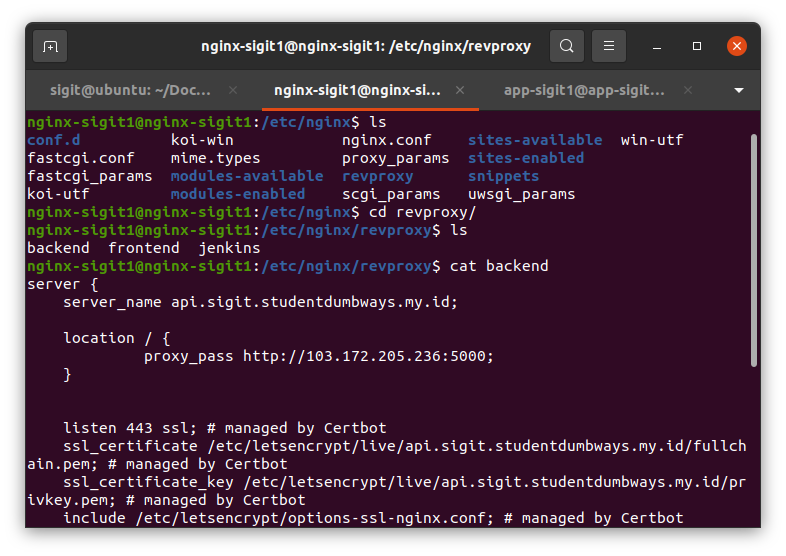 nginx-sigit1@nginx-sigit1: /etc/nginx/revproxy
sigit@ubuntu: ~/Doc... × nginx-sigit1@nginx-si... × app-sigit1@app-sigit... ×
nginx-sigit1@nginx-sigit1:/etc/nginx$ ls
conf.d koi-win nginx.conf sites-available win-utf
fastcgi.conf mime.types proxy_params sites-enabled
fastcgi_params modules-available revproxy snippets
koi-utf modules-enabled scgi_params uwsgi_params
nginx-sigit1@nginx-sigit1:/etc/nginx$ cd revproxy/
nginx-sigit1@nginx-sigit1:/etc/nginx/revproxy$ ls
backend frontend jenkins
nginx-sigit1@nginx-sigit1:/etc/nginx/revproxy$ cat backend
server {
    server_name api.sigit.studentdumbways.my.id;
    location / {
             proxy_pass http://103.172.205.236:5000;
    }
    listen 443 ssl; # managed by Certbot
    ssl_certificate /etc/letsencrypt/live/api.sigit.studentdumbways.my.id/fullch
ain.pem; # managed by Certbot
    ssl_certificate_key /etc/letsencrypt/live/api.sigit.studentdumbways.my.id/pr
ivkey.pem; # managed by Certbot
    include /etc/letsencrypt/options-ssl-nginx.conf; # managed by Certbot